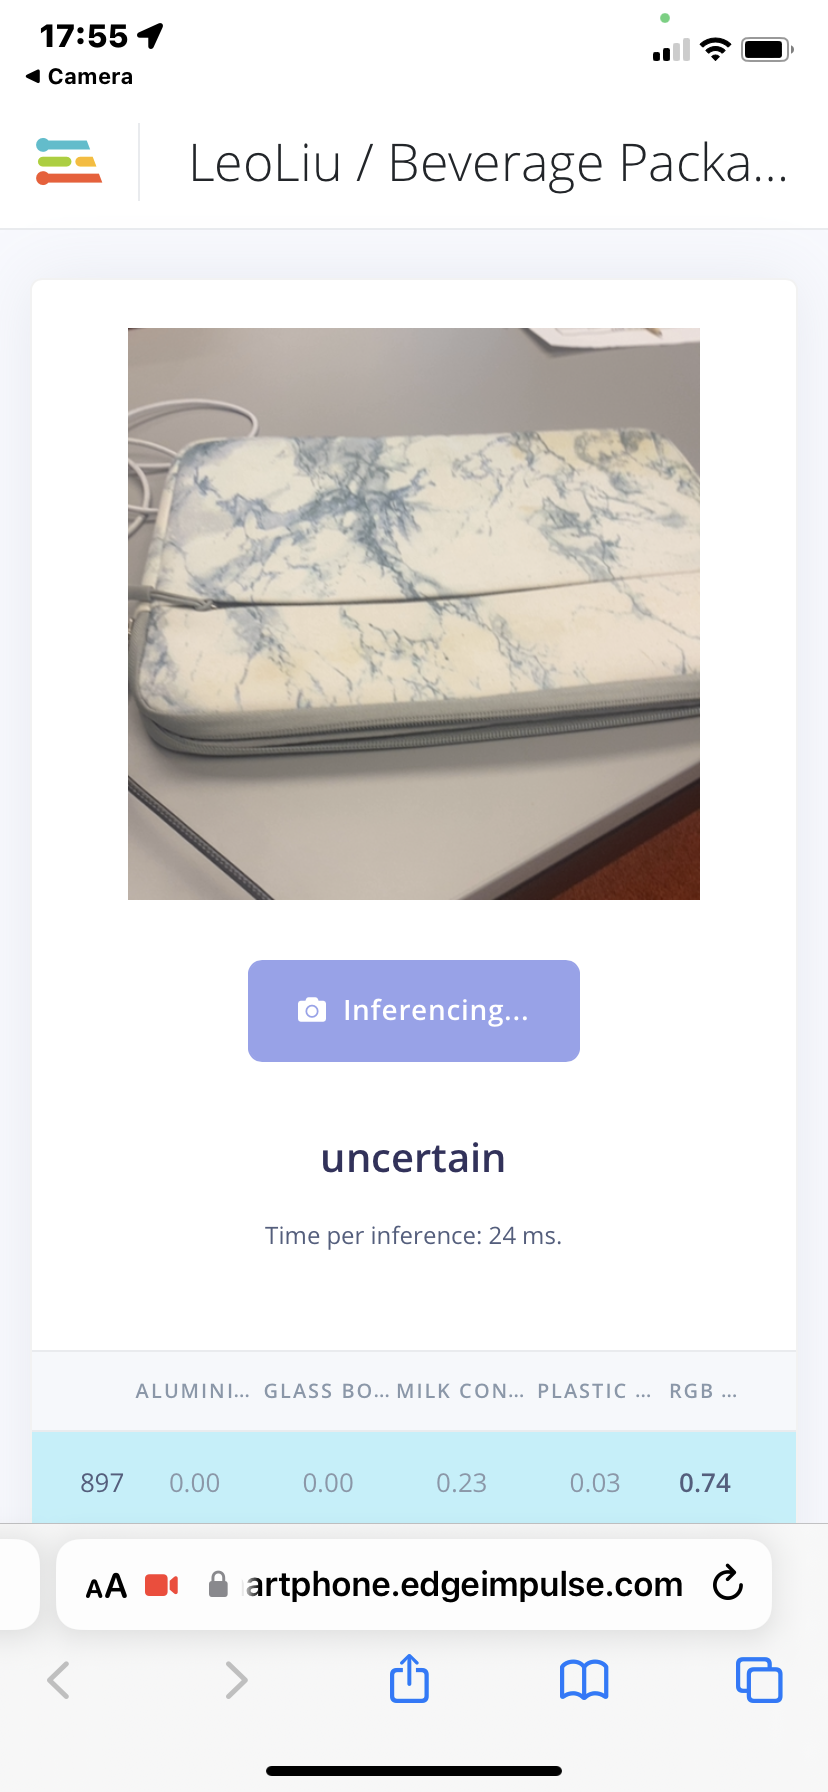 17:55
Camera
LeoLiu / Beverage Packa...
Inferencing...
uncertain
Time per inference: 24 ms.
ALUMINI... GLASS BO... MILK CON... PLASTIC ... RGB ...
897 0.00 0.00 0.23 0.03 0.74
AA artphone.edgeimpulse.com